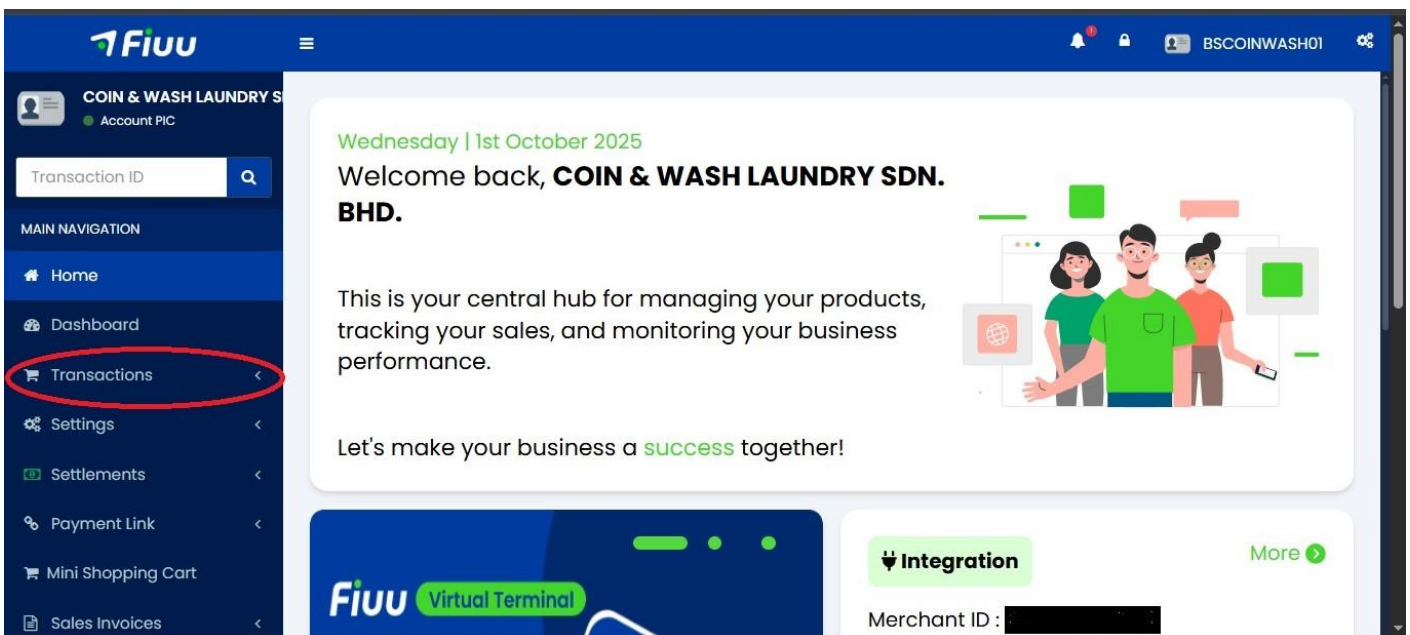 Fiuu
BSCOINWASH01
COIN & WASH LAUNDRY S
Account PIC
Transaction ID
MAIN NAVIGATION
Home
Dashboard
Transactions
Settings
Settlements
Payment Link
Mini Shopping Cart
Sales Invoices
Wednesday | 1st October 2025
Welcome back, COIN & WASH LAUNDRY SDN.
BHD.
This is your central hub for managing your products,
tracking your sales, and monitoring your business
performance.
Let's make your business a success together!
Fiuu Virtual Terminal
Integration
More
Merchant ID :